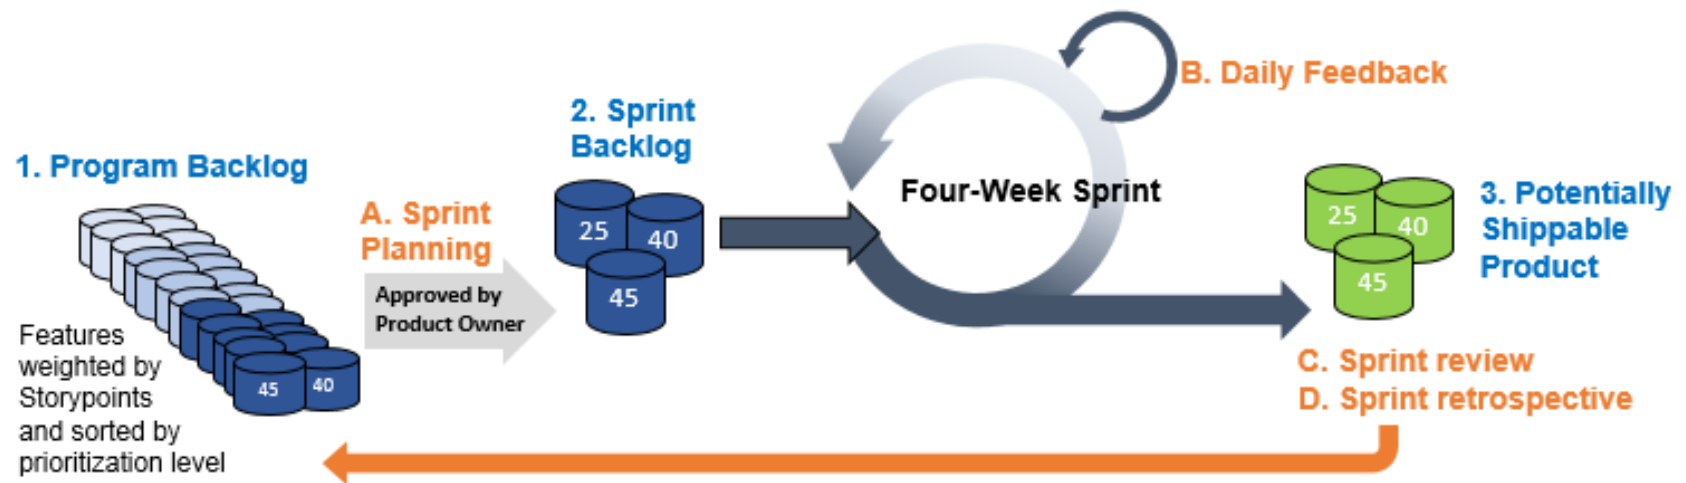 1. Program Backlog
Features
weighted by
Storypoints
and sorted by
prioritization level
45
40
A. Sprint
Planning
Approved by
Product Owner
2. Sprint
Backlog
25
40
45
Four-Week Sprint
B. Daily Feedback
25
40
45
3. Potentially
Shippable
Product
C. Sprint review
D. Sprint retrospective